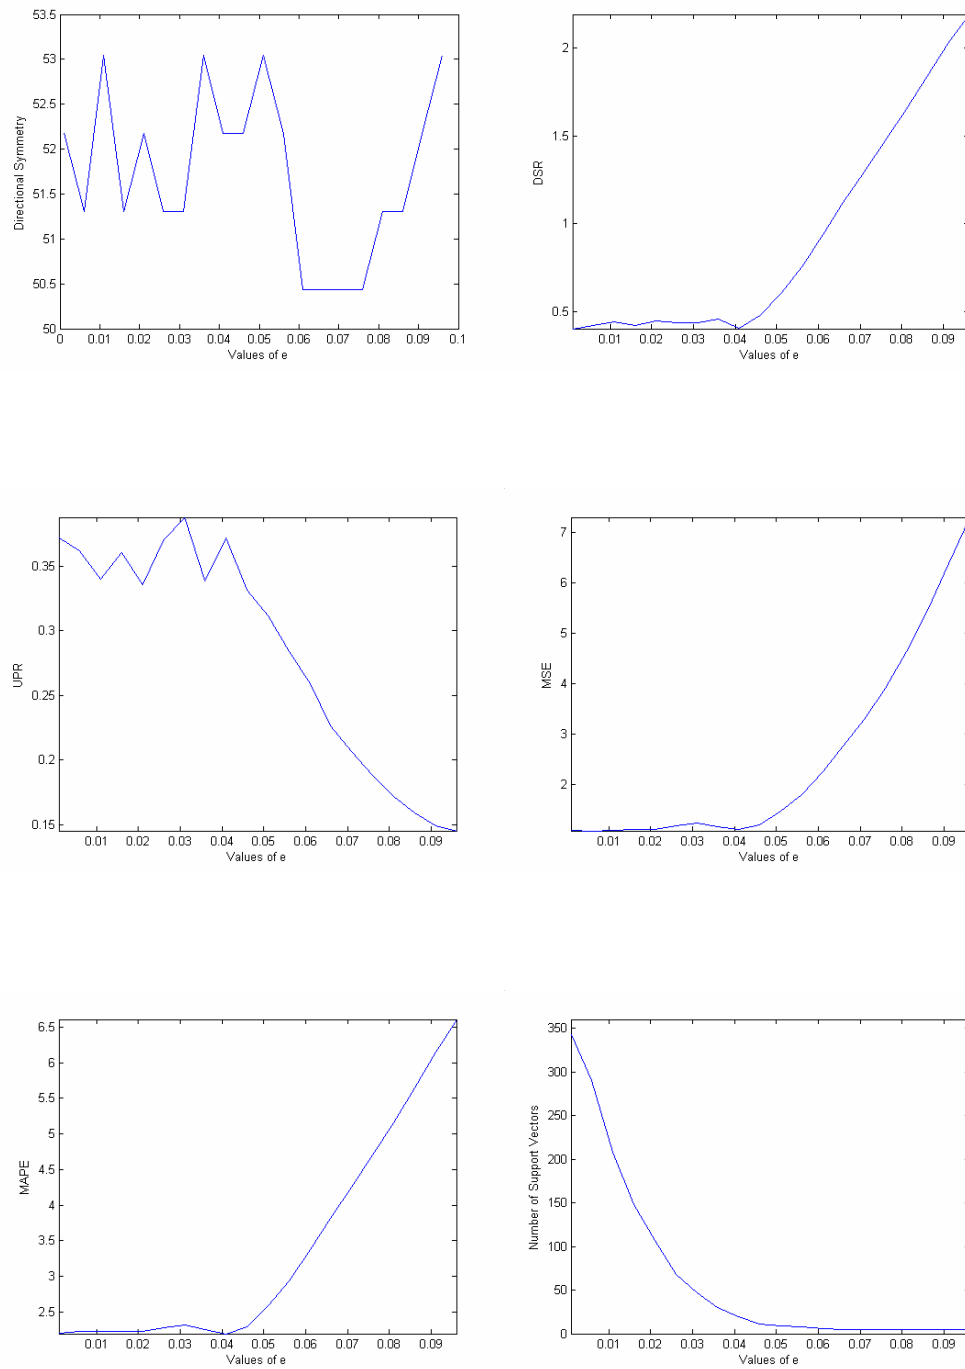 53.5
53
52.5
52
51.5
51
50.5
50
0 0.01 0.02 0.03 0.04 0.05 0.06 0.07 0.08 0.09 0.1
Directional Symmetry
Values of e
2
1.5
1
0.5
0.01 0.02 0.03 0.04 0.05 0.06 0.07 0.08 0.09
DSR
Values of e
0.35
0.3
0.25
0.2
0.15
0.01 0.02 0.03 0.04 0.05 0.06 0.07 0.08 0.09
UPR
Values of e
7
6
5
4
3
2
0.01 0.02 0.03 0.04 0.05 0.06 0.07 0.08 0.09
MSE
Values of e
6.5
6
5.5
5
4.5
4
3.5
3
2.5
0.01 0.02 0.03 0.04 0.05 0.06 0.07 0.08 0.09
MAPE
Values of e
350
300
250
200
150
100
50
0
0.01 0.02 0.03 0.04 0.05 0.06 0.07 0.08 0.09
Number of Support Vectors
Values of e